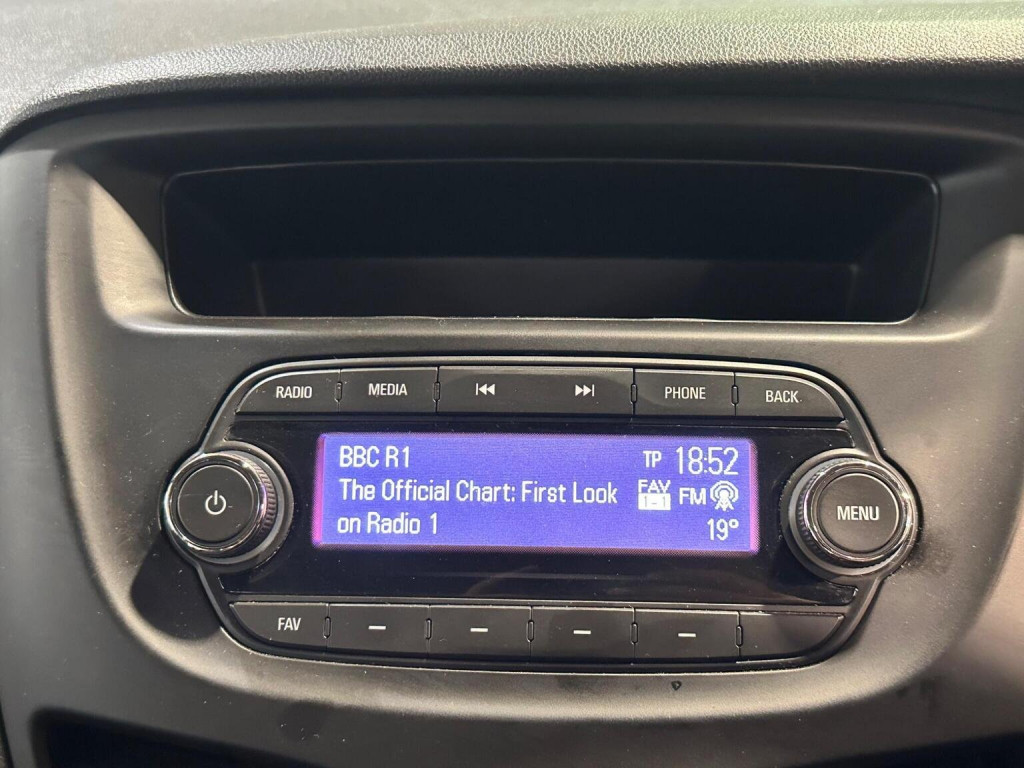 RADIO MEDIA PHONE BACK
BBC R1 TP 18:52
The Official Chart: First Look FAV FM
1-1
on Radio 1 19°
MENU
FAV